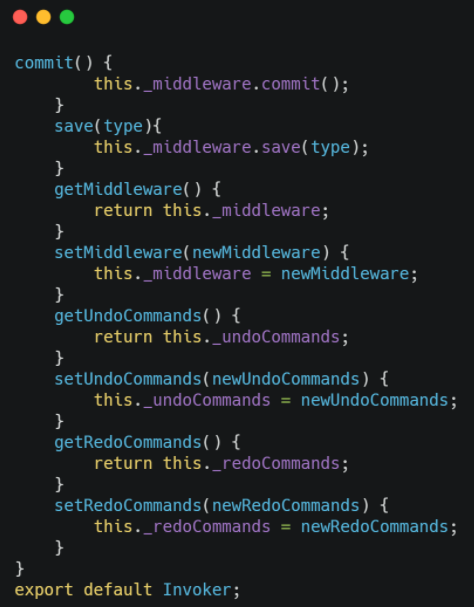 commit() {
        this._middleware.commit();
    }
    save(type){
        this._middleware.save(type);
    }
    getMiddleware() {
        return this._middleware;
    }
    setMiddleware(newMiddleware) {
        this._middleware = newMiddleware;
    }
    getUndoCommands() {
        return this._undoCommands;
    }
    setUndoCommands(newUndoCommands) {
        this._undoCommands = newUndoCommands;
    }
    getRedoCommands() {
        return this._redoCommands;
    }
    setRedoCommands(newRedoCommands) {
        this._redoCommands = newRedoCommands;
    }
}
export default Invoker;